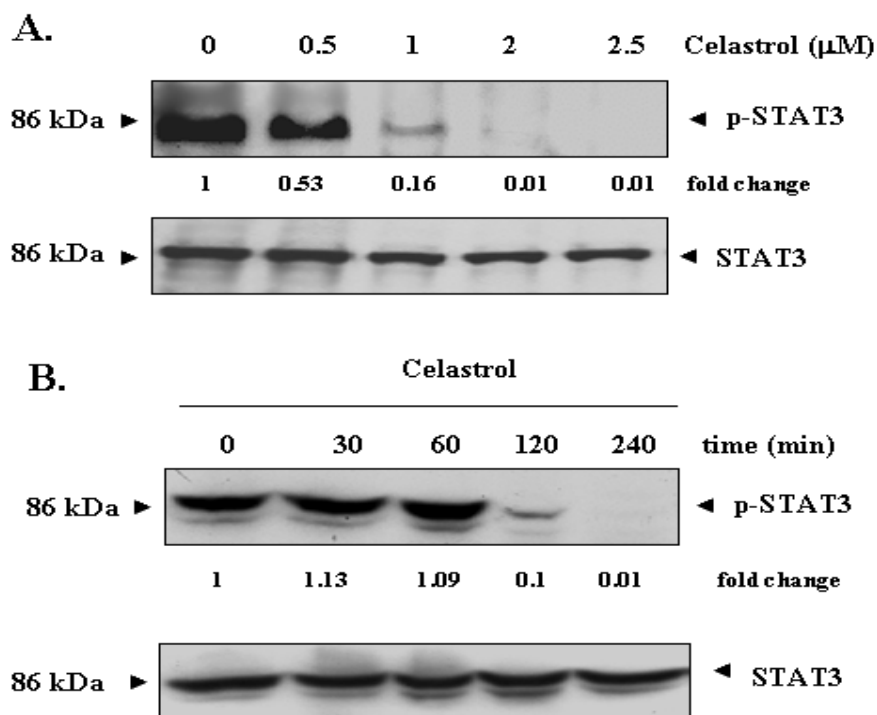 A.
0 0.5 1 2 2.5 Celastrol (μM)
86 kDa ► ◄ p-STAT3
1 0.53 0.16 0.01 0.01 fold change
86 kDa ► ◄ STAT3
B.
Celastrol
0 30 60 120 240 time (min)
86 kDa ► ◄ p-STAT3
1 1.13 1.09 0.1 0.01 fold change
86 kDa ► ◄ STAT3